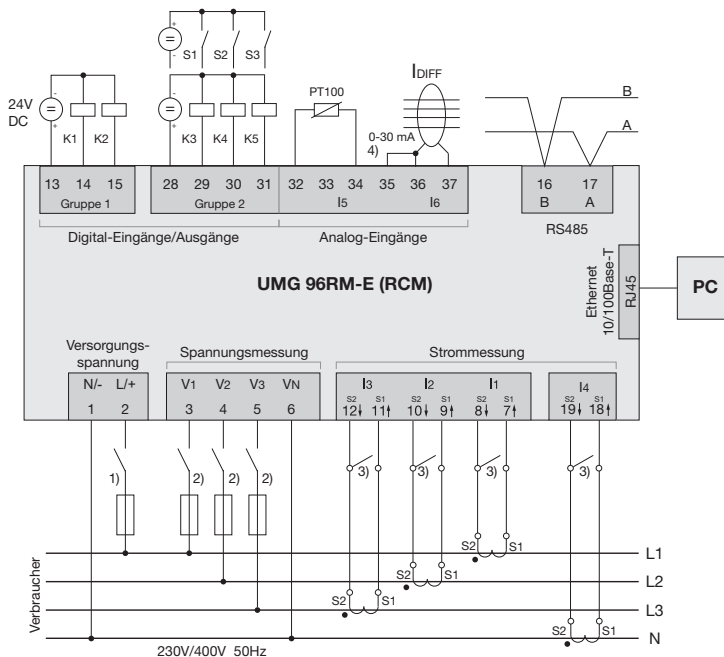 S1 S2 S3
IDIFF
24V
DC
K1 K2
K3 K4 K5
PT100
0-30 mA
4)
B
A
13 14 15
Gruppe 1
28 29 30 31
Gruppe 2
32 33 34 35 36 37
I5 I6
16 17
B A
Digital-Eingänge/Ausgänge
Analog-Eingänge
RS485
UMG 96RM-E (RCM)
Ethernet
10/100Base-T
RJ45
PC
Versorgungs-
spannung
Spannungsmessung
Strommessung
N/- L/+
1 2
V1 V2 V3 VN
3 4 5 6
I3 I2 I1
S2 S1 S2 S1 S2 S1
12 11 10 9 8 7
I4
S2 S1
19 18
1) 2) 2) 2)
3) 3) 3) 3)
Verbraucher
S2 S1
L1
S2 S1
L2
S2 S1
L3
S2 S1
N
230V/400V 50Hz